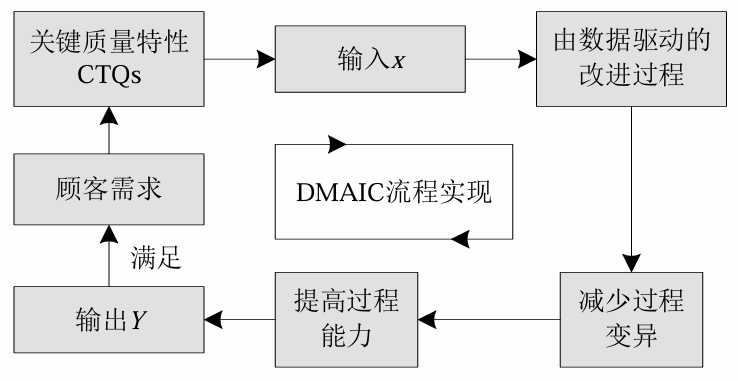 关键质量特性
CTQs
输入x
由数据驱动的
改进过程
顾客需求
DMAIC流程实现
满足
输出Y
提高过程
能力
减少过程
变异